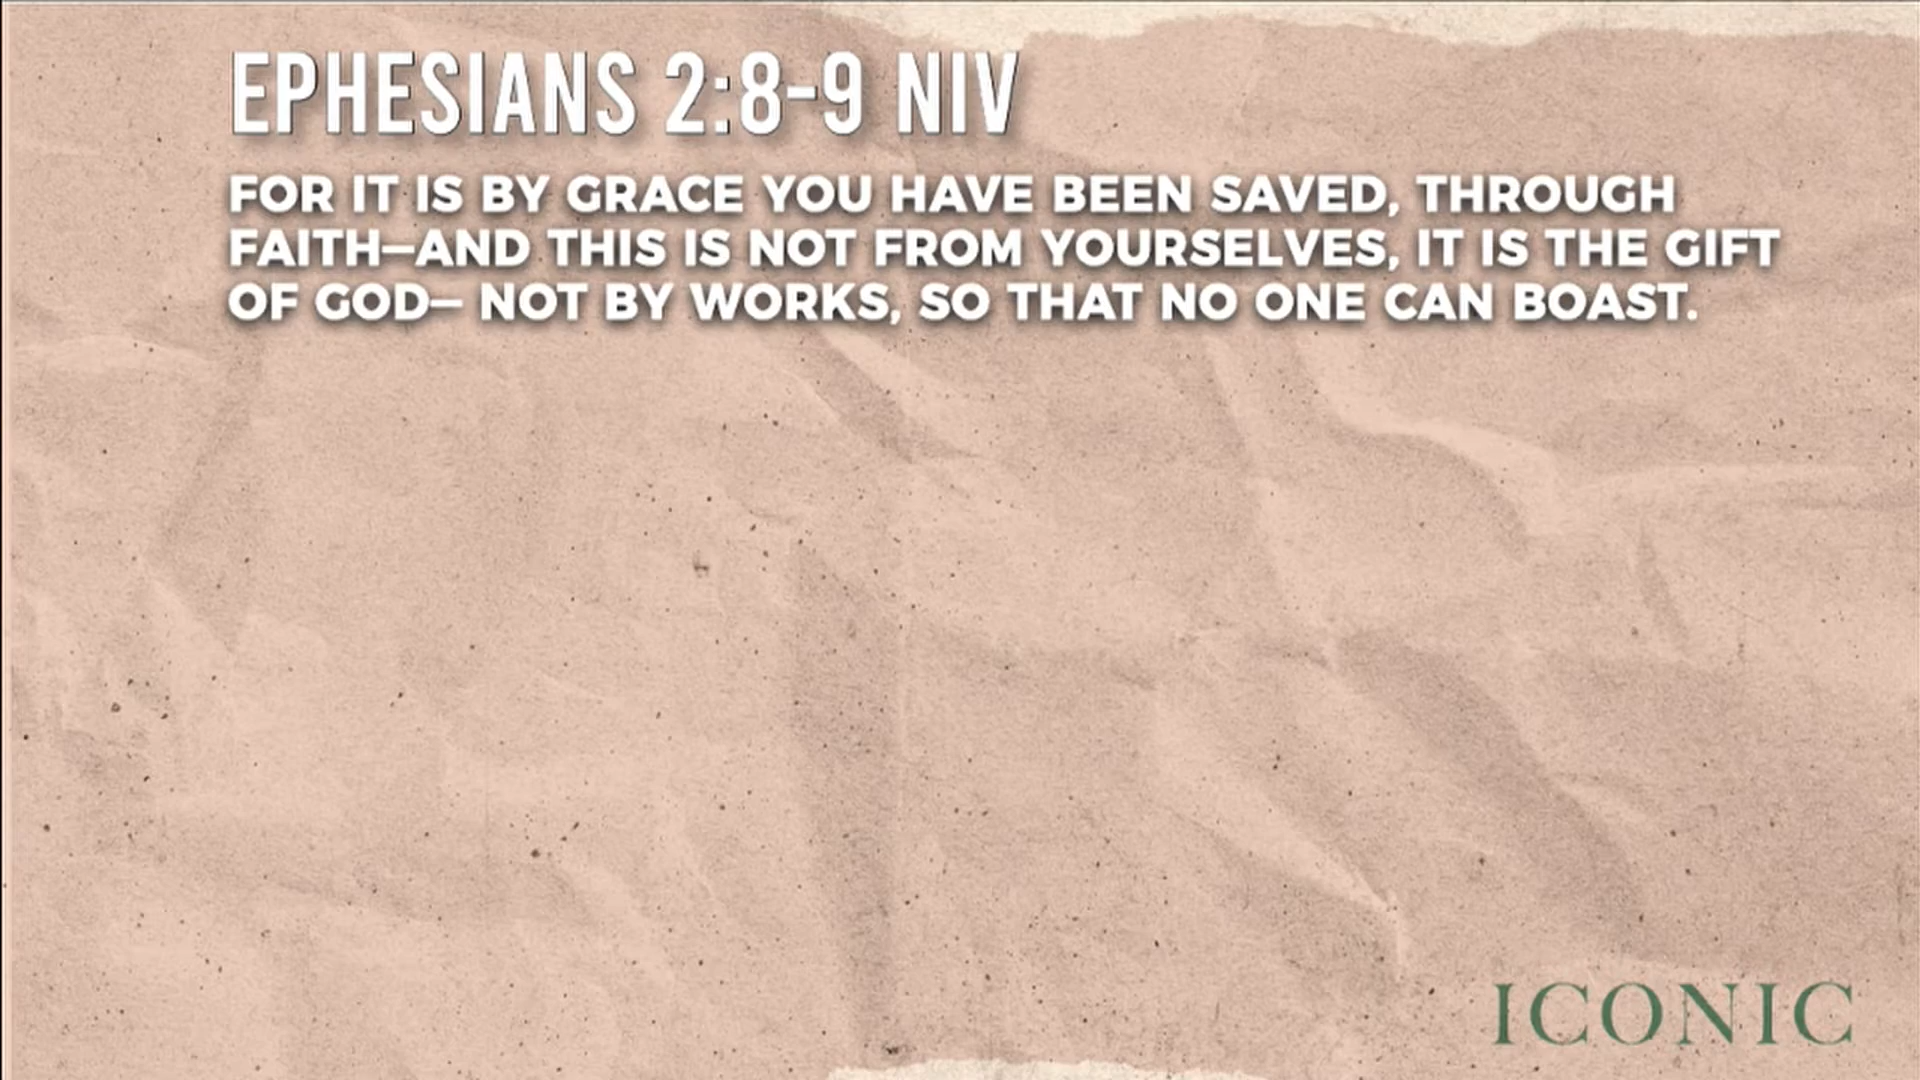 EPHESIANS 2:8-9 NIV
FOR IT IS BY GRACE YOU HAVE BEEN SAVED, THROUGH
FAITH—AND THIS IS NOT FROM YOURSELVES, IT IS THE GIFT
OF GOD— NOT BY WORKS, SO THAT NO ONE CAN BOAST.
ICONIC